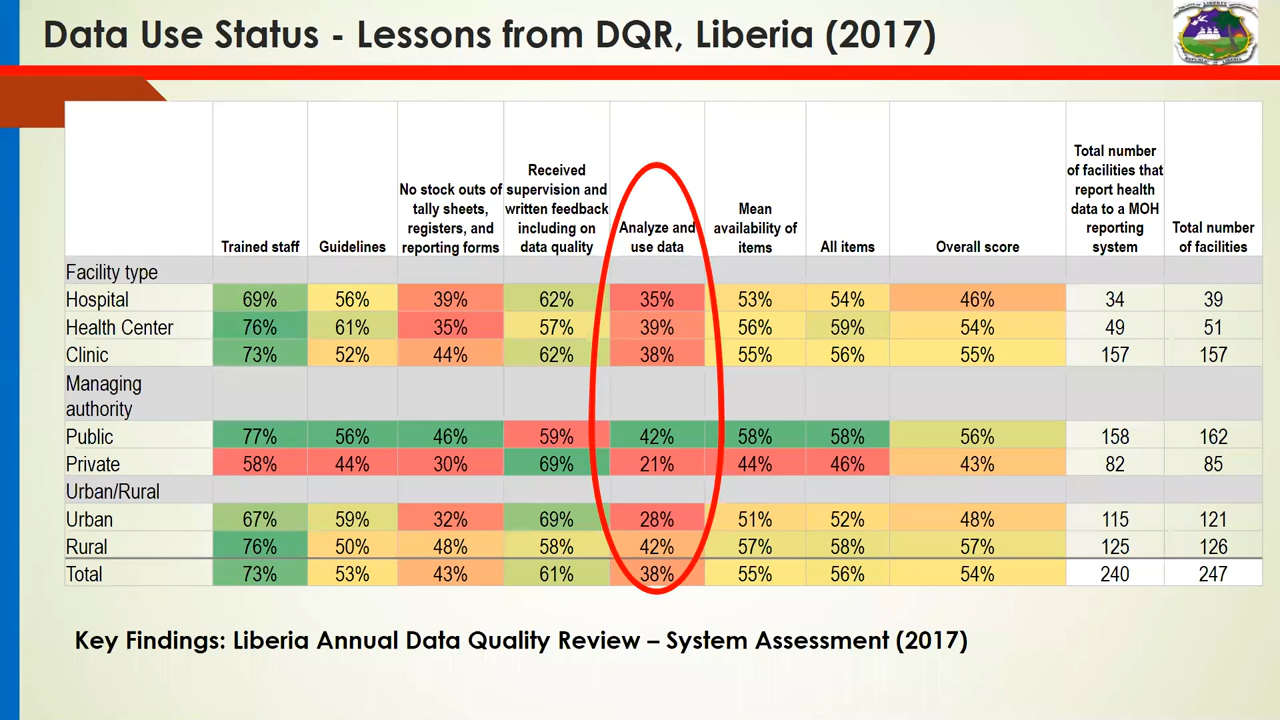 Data Use Status - Lessons from DQR, Liberia (2017)
Trained staff
Guidelines
No stock outs of
tally sheets,
registers, and
reporting forms
Received
supervision and
written feedback
including on
data quality
Analyze and
use data
Mean
availability of
items
All items
Overall score
Total number
of facilities that
report health
data to a MOH
reporting
system
Total number
of facilities
Facility type
Hospital 69% 56% 39% 62% 35% 53% 54% 46% 34 39
Health Center 76% 61% 35% 57% 39% 56% 59% 54% 49 51
Clinic 73% 52% 44% 62% 38% 55% 56% 55% 157 157
Managing
authority
Public 77% 56% 46% 59% 42% 58% 58% 56% 158 162
Private 58% 44% 30% 69% 21% 44% 46% 43% 82 85
Urban/Rural
Urban 67% 59% 32% 69% 28% 51% 52% 48% 115 121
Rural 76% 50% 48% 58% 42% 57% 58% 57% 125 126
Total 73% 53% 43% 61% 38% 55% 56% 54% 240 247
Key Findings: Liberia Annual Data Quality Review – System Assessment (2017)